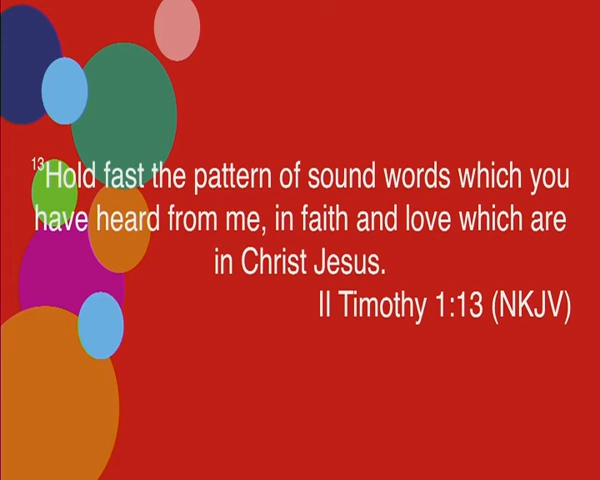 13Hold fast the pattern of sound words which you
have heard from me, in faith and love which are
in Christ Jesus.
II Timothy 1:13 (NKJV)